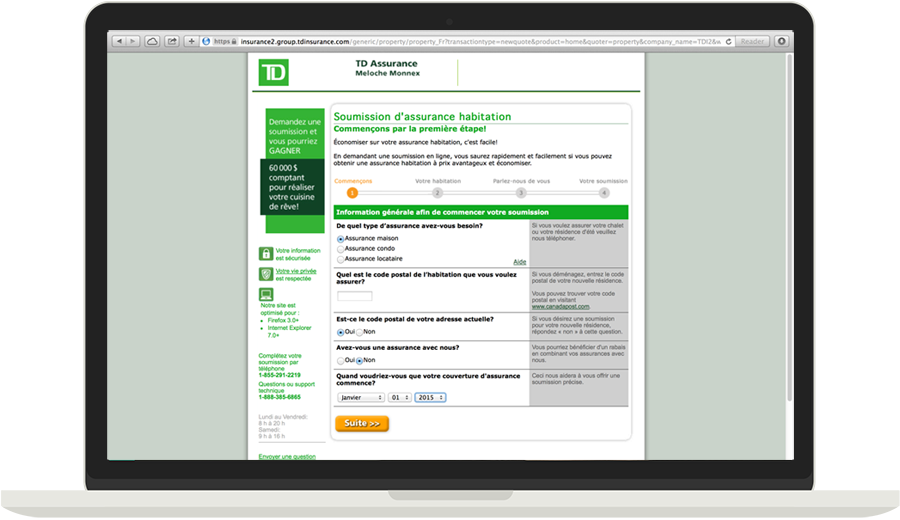 https insurance2.group.tdinsurance.com/generic/property/property_Fr?transactiontype=newquote&product=home&quoter=property&company_name=TDI2&
Reader
TD
TD Assurance
Meloche Monnex
Demandez une
soumission et
vous pourriez
GAGNER
60 000 $
comptant
pour réaliser
votre cuisine
de rêve!
Votre information
est sécurisée
Votre vie privée
est respectée
Notre site est
optimisé pour :
• Firefox 3.0+
• Internet Explorer
7.0+
Complétez votre
soumission par
téléphone
1-855-291-2219
Questions ou support
technique
1-888-385-6865
Lundi au Vendredi:
8 h à 20 h
Samedi:
9 h à 16 h
Envoyer une question
Soumission d'assurance habitation
Commençons par la première étape!
Économiser sur votre assurance habitation, c'est facile!
En demandant une soumission en ligne, vous saurez rapidement et facilement si vous pouvez
obtenir une assurance habitation à prix avantageux et économiser.
Commençons Votre habitation Parlez-nous de vous Votre soumission
1 2 3 4
Information générale afin de commencer votre soumission
De quel type d'assurance avez-vous besoin?
Assurance maison
Assurance condo
Assurance locataire
Aide
Si vous voulez assurer votre chalet
ou votre résidence d'été veuillez
nous téléphoner.
Quel est le code postal de l'habitation que vous voulez
assurer?
Si vous déménagez, entrez le code
postal de votre nouvelle résidence.
Vous pouvez trouver votre code
postal en visitant
www.canadapost.com.
Est-ce le code postal de votre adresse actuelle?
Oui Non
Si vous désirez une soumission
pour votre nouvelle résidence,
répondez « non » à cette question.
Avez-vous une assurance avec nous?
Oui Non
Vous pourriez bénéficier d'un rabais
en combinant vos assurances avec
nous.
Quand voudriez-vous que votre couverture d'assurance
commence?
Janvier 01 2015
Ceci nous aidera à vous offrir une
soumission précise.
Suite >>